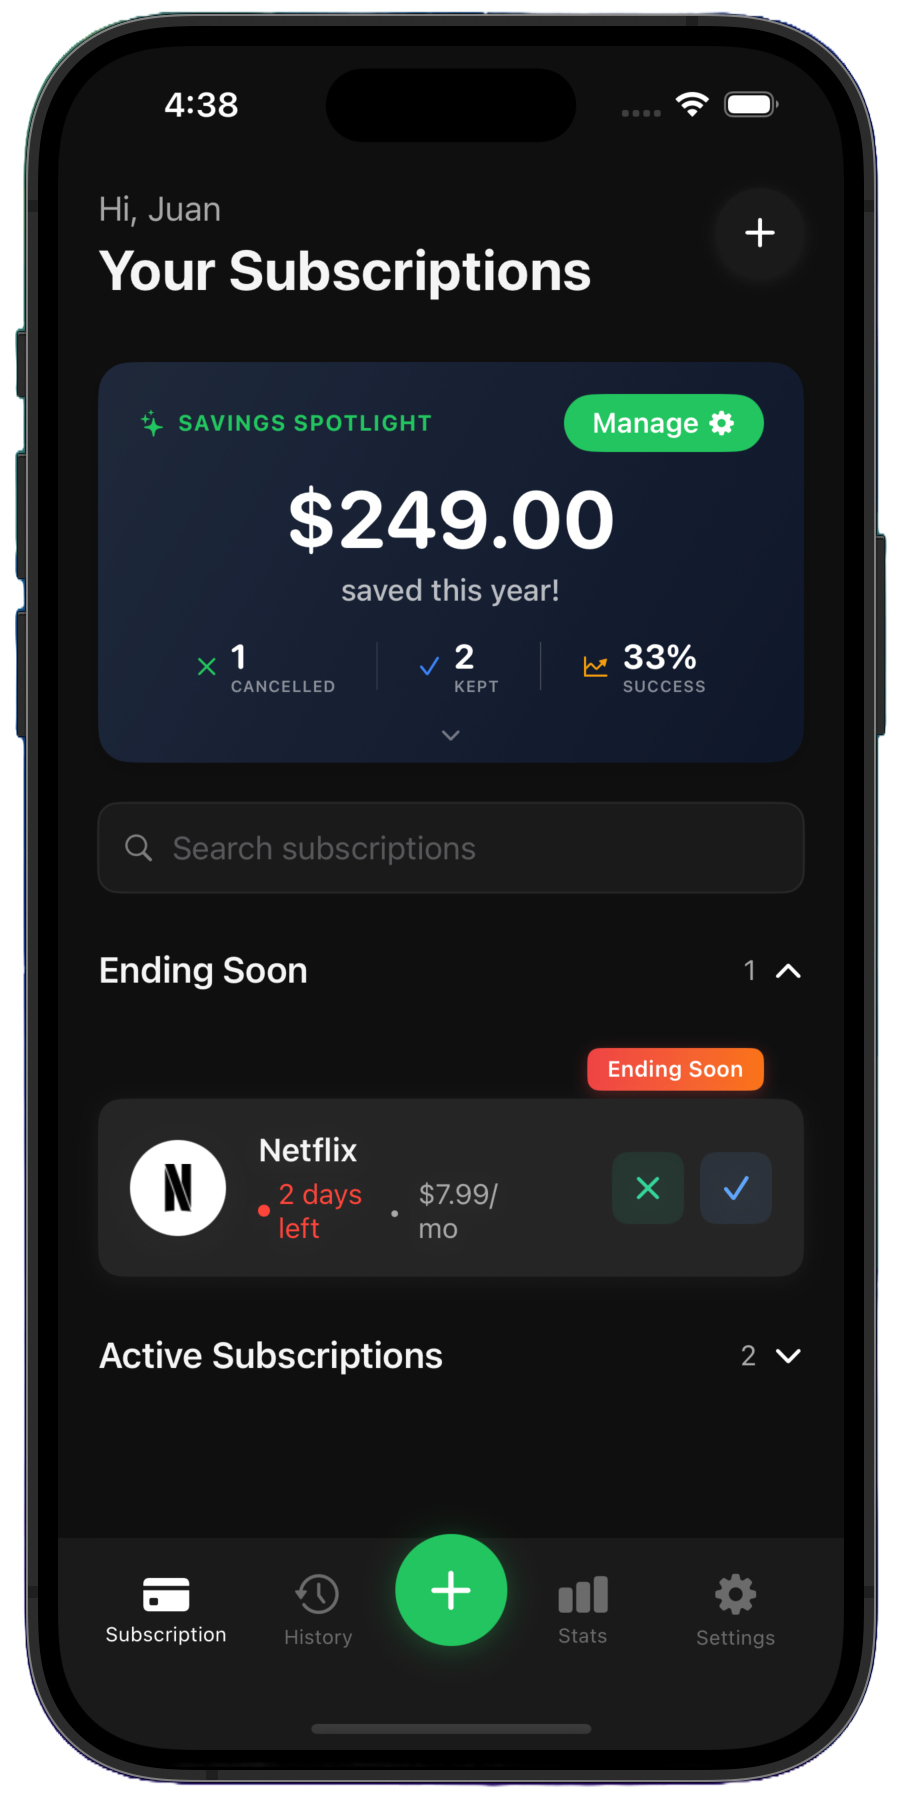 4:38
Hi, Juan
Your Subscriptions
SAVINGS SPOTLIGHT
Manage
$249.00
saved this year!
1
CANCELLED
2
KEPT
33%
SUCCESS
Search subscriptions
Ending Soon
1
Ending Soon
N
Netflix
2 days
left
•
$7.99/
mo
Active Subscriptions
2
Subscription
History
Stats
Settings